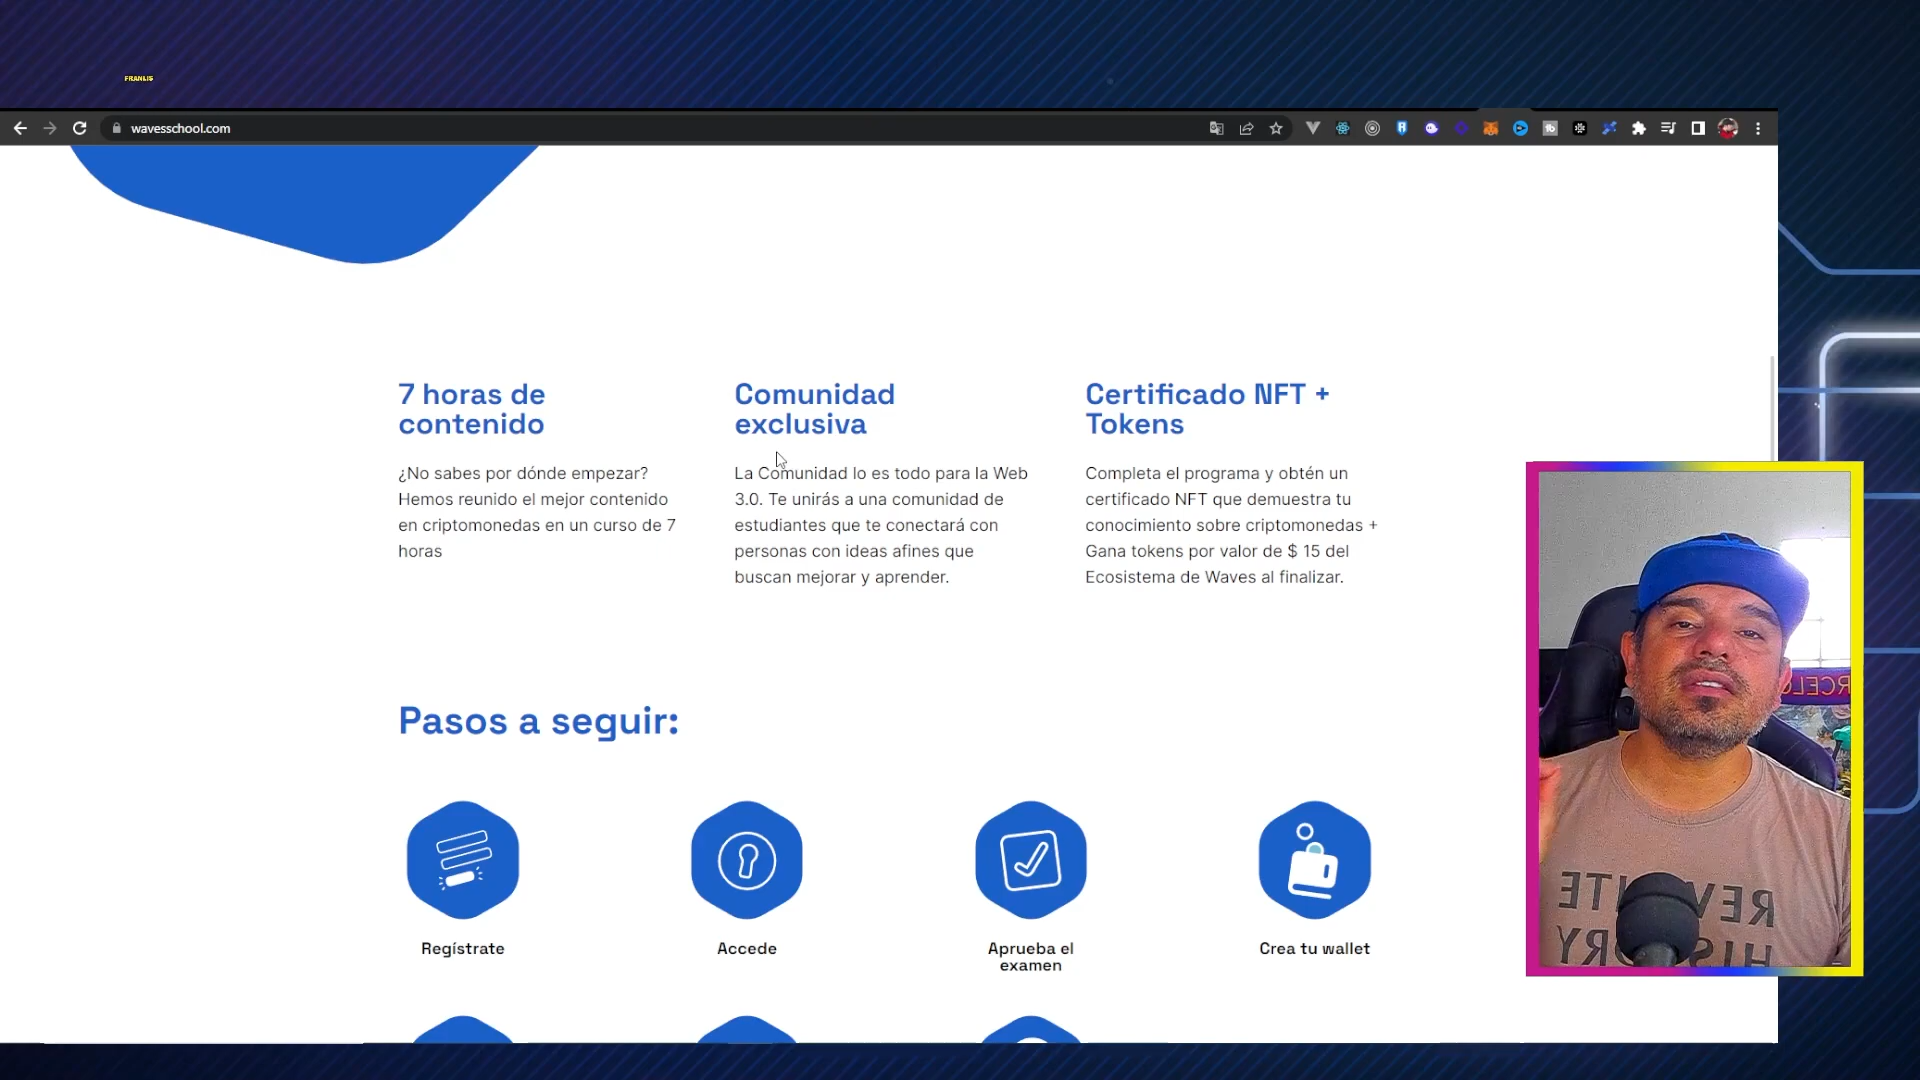 FRANLIS
wavesschool.com
7 horas de
contenido
¿No sabes por dónde empezar?
Hemos reunido el mejor contenido
en criptomonedas en un curso de 7
horas
Comunidad
exclusiva
La Comunidad lo es todo para la Web
3.0. Te unirás a una comunidad de
estudiantes que te conectará con
personas con ideas afines que
buscan mejorar y aprender.
Certificado NFT +
Tokens
Completa el programa y obtén un
certificado NFT que demuestra tu
conocimiento sobre criptomonedas +
Gana tokens por valor de $ 15 del
Ecosistema de Waves al finalizar.
Pasos a seguir:
Regístrate
Accede
Aprueba el
examen
Crea tu wallet